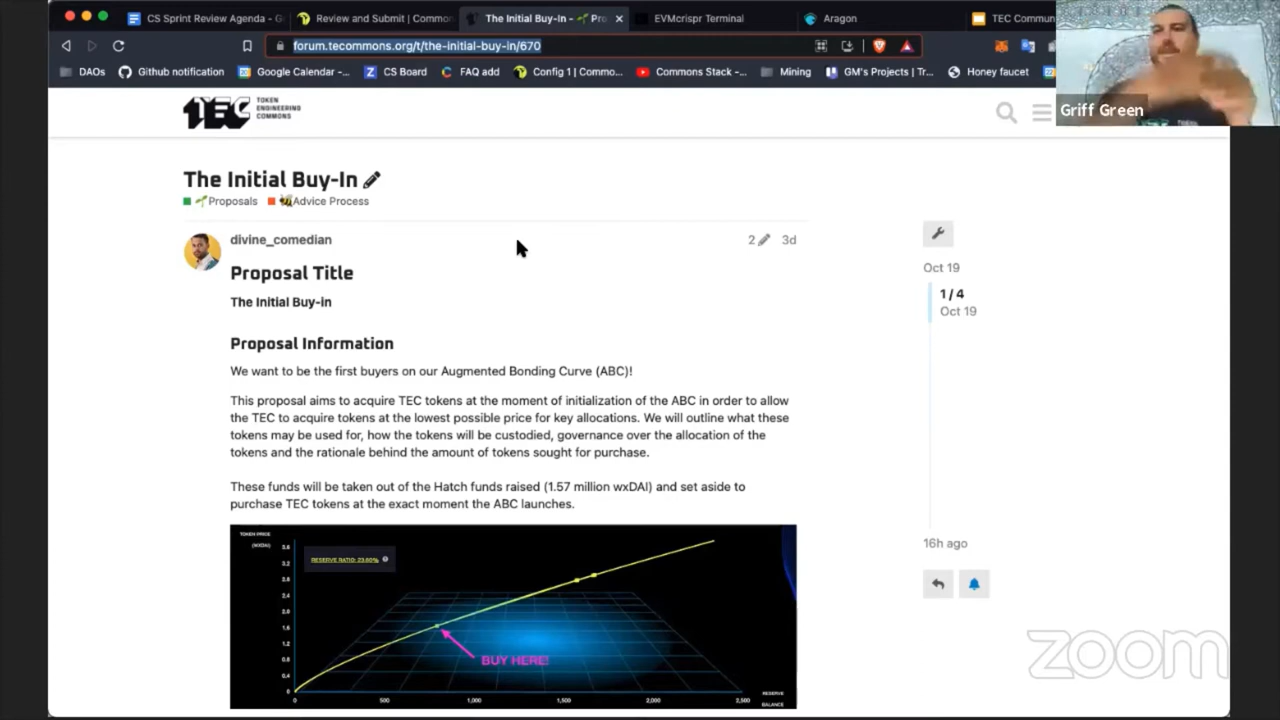 CS Sprint Review Agenda - G
Review and Submit | Common
The Initial Buy-In - 🌱 Pro
EVMcrispr Terminal
Aragon
TEC Commun
forum.tecommons.org/t/the-initial-buy-in/670
DAOs
Github notification
Google Calendar -...
CS Board
FAQ add
Config 1 | Commo...
Commons Stack -...
Mining
GM's Projects | Tr...
Honey faucet
TEC TOKEN
ENGINEERING
COMMONS
Griff Green
The Initial Buy-In
🌱Proposals 🐝Advice Process
divine_comedian
2
3d
Proposal Title
The Initial Buy-in
Proposal Information
We want to be the first buyers on our Augmented Bonding Curve (ABC)!
This proposal aims to acquire TEC tokens at the moment of initialization of the ABC in order to allow
the TEC to acquire tokens at the lowest possible price for key allocations. We will outline what these
tokens may be used for, how the tokens will be custodied, governance over the allocation of the
tokens and the rationale behind the amount of tokens sought for purchase.
These funds will be taken out of the Hatch funds raised (1.57 million wxDAI) and set aside to
purchase TEC tokens at the exact moment the ABC launches.
TOKEN PRICE
(WXDAI)
3.6
3.2
2.8
2.4
2.0
1.6
1.2
0.8
0.4
0
RESERVE RATIO: 23.60%
BUY HERE!
0
500
1,000
1,500
2,000
2,500
RESERVE
BALANCE
Oct 19
1 / 4
Oct 19
16h ago
zoom